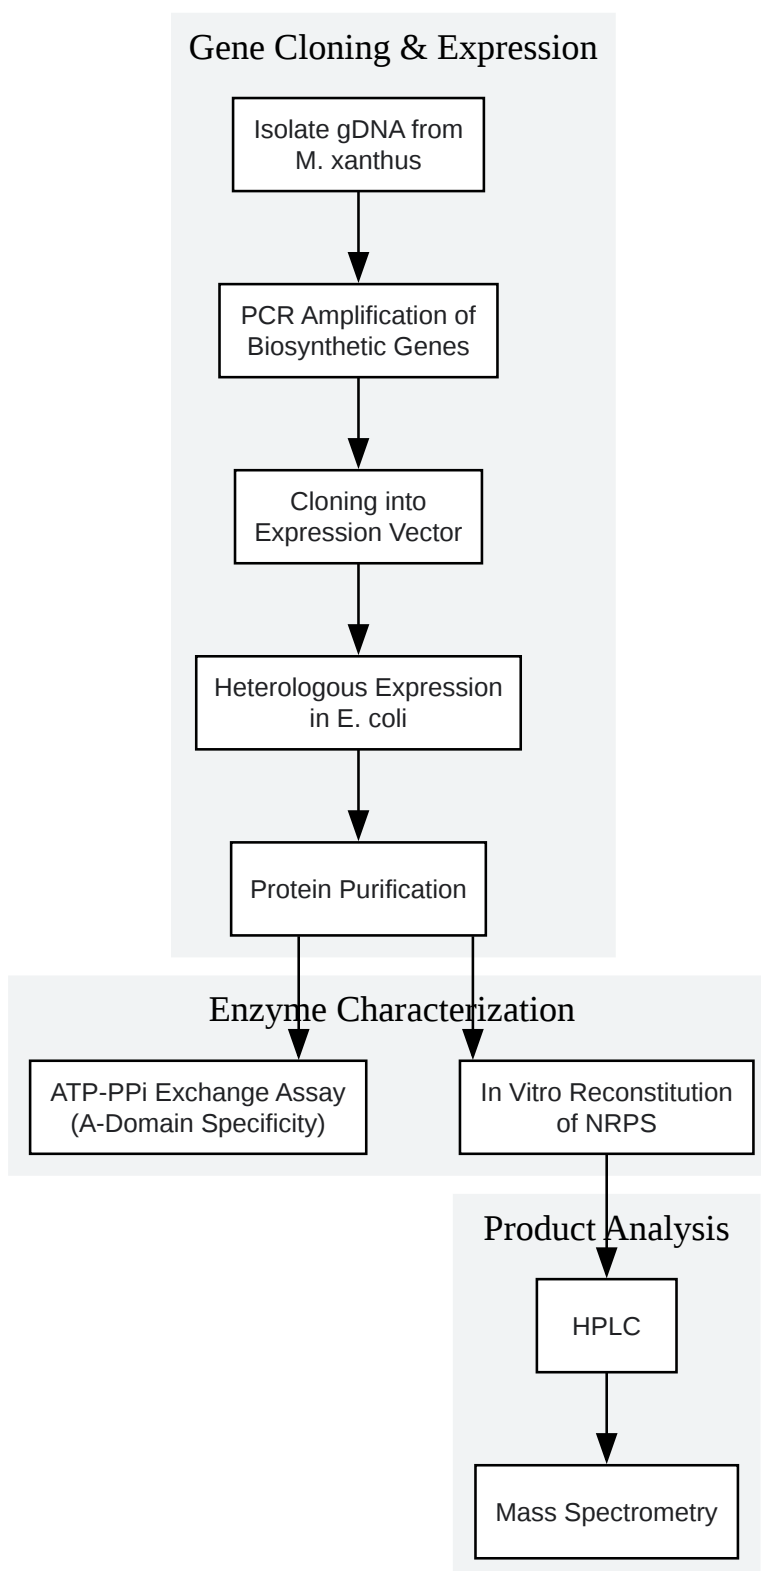 Gene Cloning & Expression
Isolate gDNA from
M. xanthus
PCR Amplification of
Biosynthetic Genes
Cloning into
Expression Vector
Heterologous Expression
in E. coli
Protein Purification
Enzyme Characterization
ATP-PPi Exchange Assay
(A-Domain Specificity)
In Vitro Reconstitution
of NRPS
Product Analysis
HPLC
Mass Spectrometry